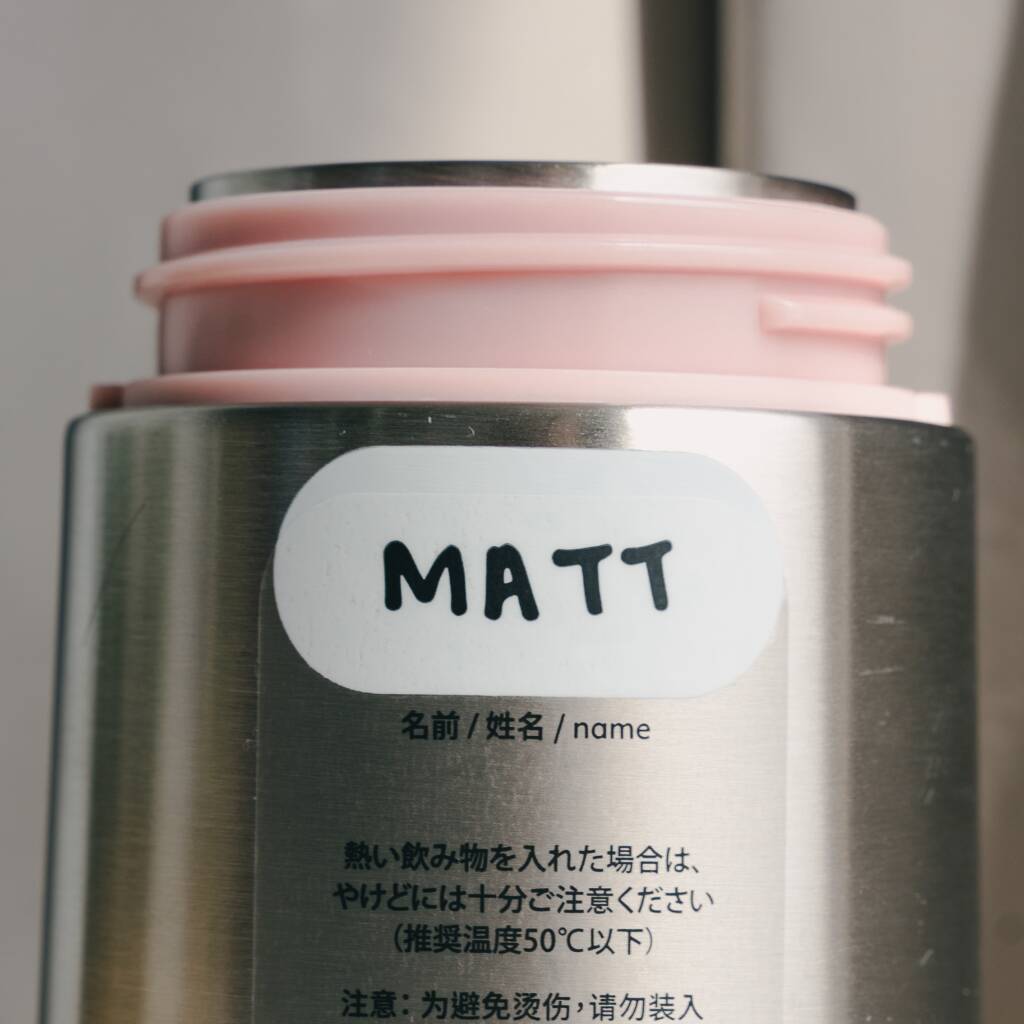 MATT
名前 / 姓名 / name
熱い飲み物を入れた場合は、
やけどには十分ご注意ください
（推奨温度50℃以下）
注意：为避免烫伤，请勿装入